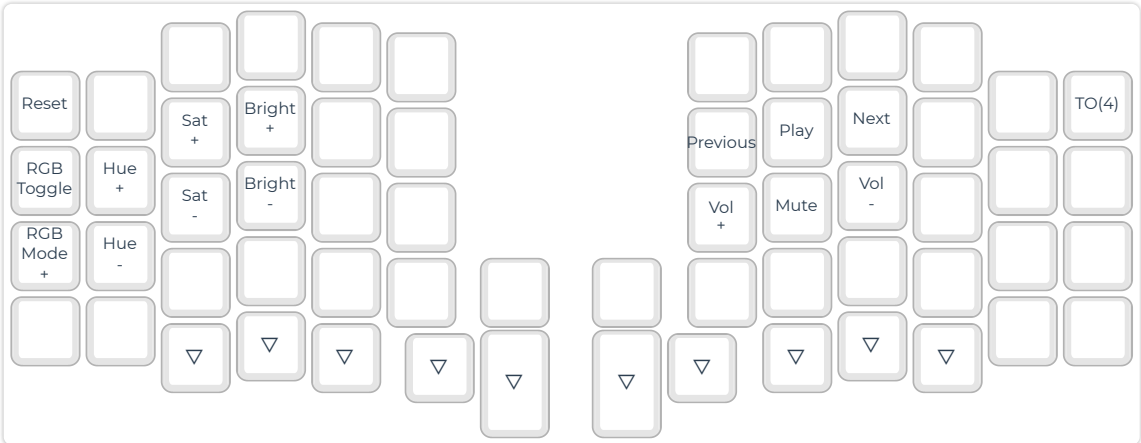 Reset
TO(4)
Sat
+
Bright
+
Previous
Play
Next
RGB
Toggle
Hue
+
Sat
-
Bright
-
Vol
+
Mute
Vol
-
RGB
Mode
+
Hue
-
▽
▽
▽
▽
▽
▽
▽
▽
▽
▽